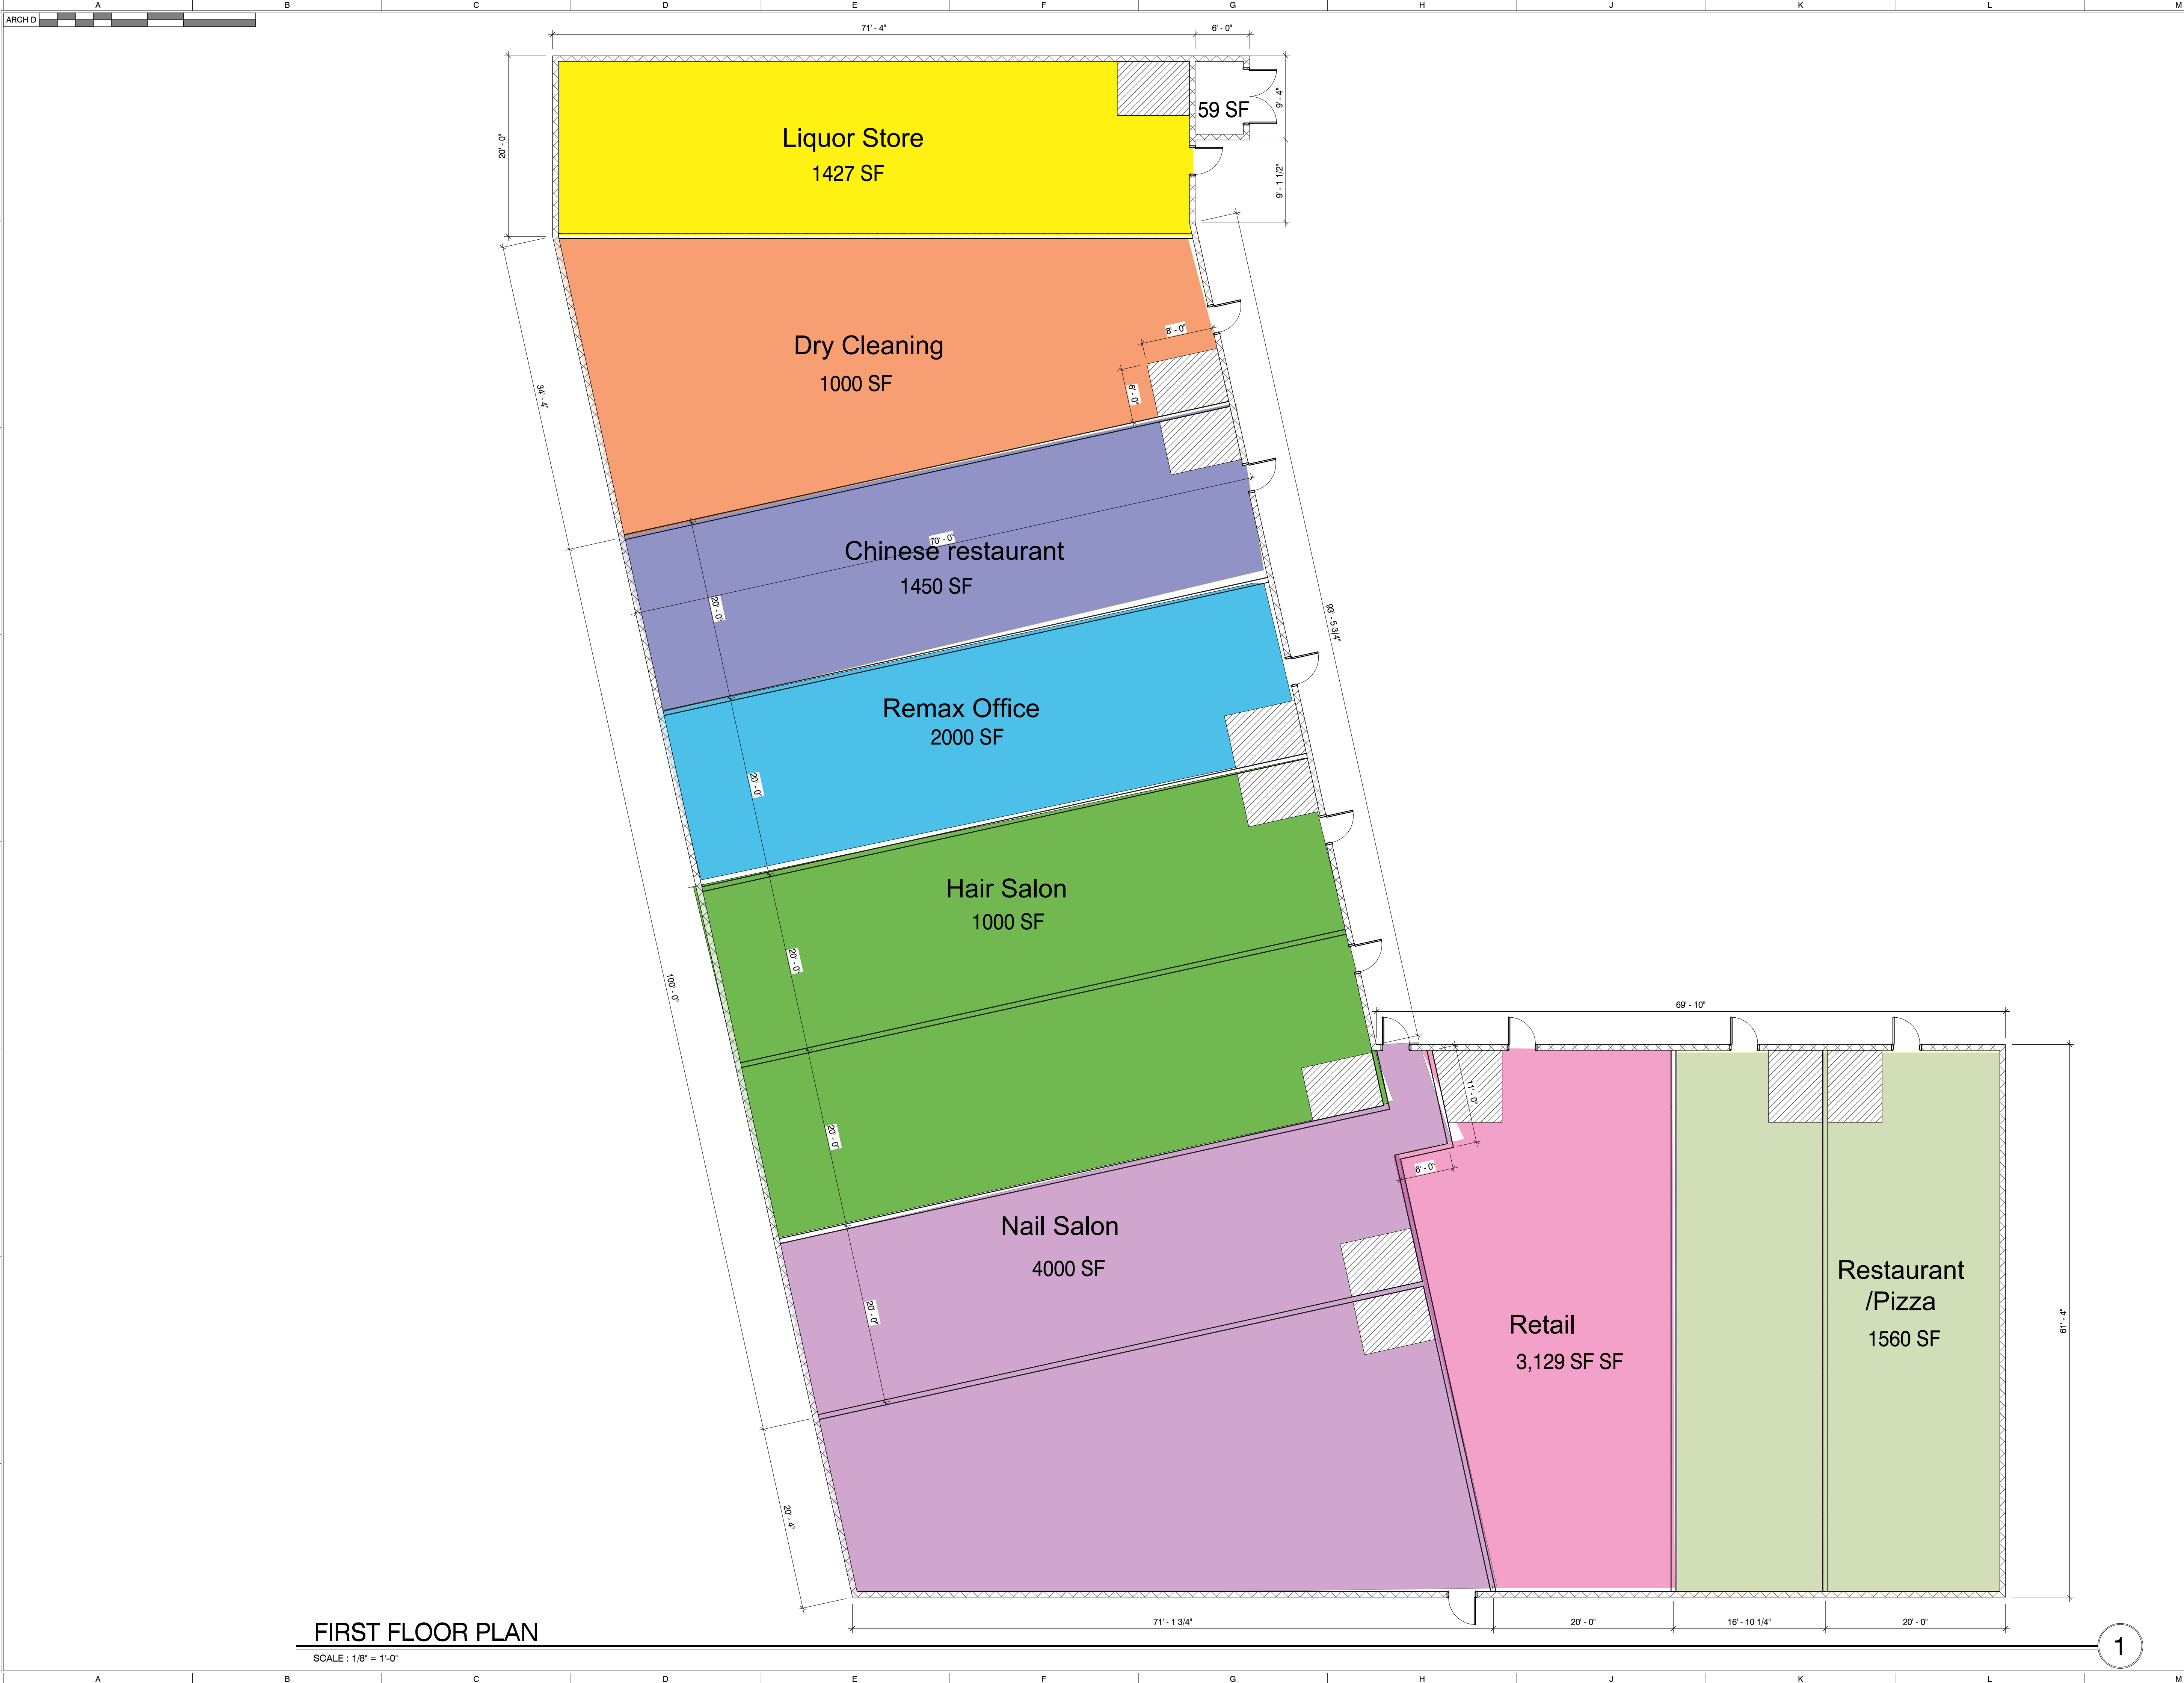 A B C D E F G H J K L M
ARCH D
71' - 4"
6' - 0"
20' - 0"
9' - 4"
59 SF
Liquor Store
1427 SF
9' - 1 1/2"
8' - 0"
Dry Cleaning
1000 SF
6' - 0"
34' - 4"
70' - 0"
Chinese restaurant
1450 SF
20' - 0"
93' - 5 3/4"
Remax Office
2000 SF
20' - 0"
Hair Salon
1000 SF
20' - 0"
100' - 0"
69' - 10"
11' - 0"
20' - 0"
6' - 0"
Nail Salon
4000 SF
20' - 0"
Retail
3,129 SF SF
Restaurant
/Pizza
1560 SF
61' - 4"
20' - 4"
71' - 1 3/4"
20' - 0"
16' - 10 1/4"
20' - 0"
FIRST FLOOR PLAN
1
SCALE : 1/8" = 1'-0"
A B C D E F G H J K L M